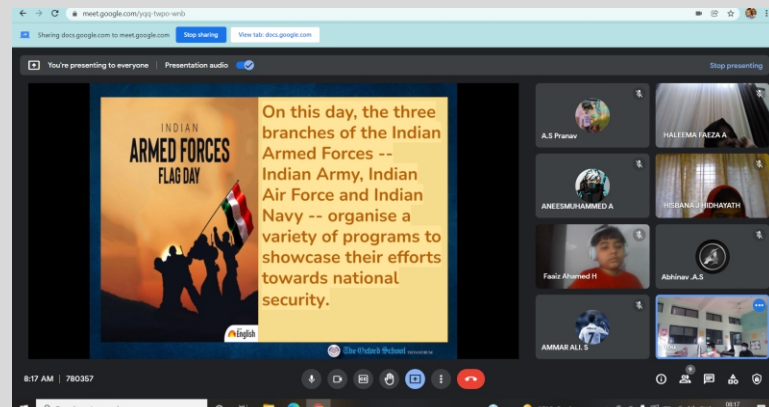 meet.google.com/yqq-fwpo-wnb
Sharing docs.google.com to meet.google.com
Stop sharing
View tab: docs.google.com
You're presenting to everyone
Presentation audio
Stop presenting
INDIAN
ARMED FORCES
FLAG DAY
English
On this day, the three
branches of the Indian
Armed Forces --
Indian Army, Indian
Air Force and Indian
Navy -- organise a
variety of programs to
showcase their efforts
towards national
security.
The Oxford School
A.S Pranav
HALEEMA FAEZA A
ANEESMUHAMMED A
HISBANA J HIDHAYATH
Faaiz Ahamed H
Abhinav .A.S
AMMAR ALI. S
7
8:17 AM | 780357
08:17